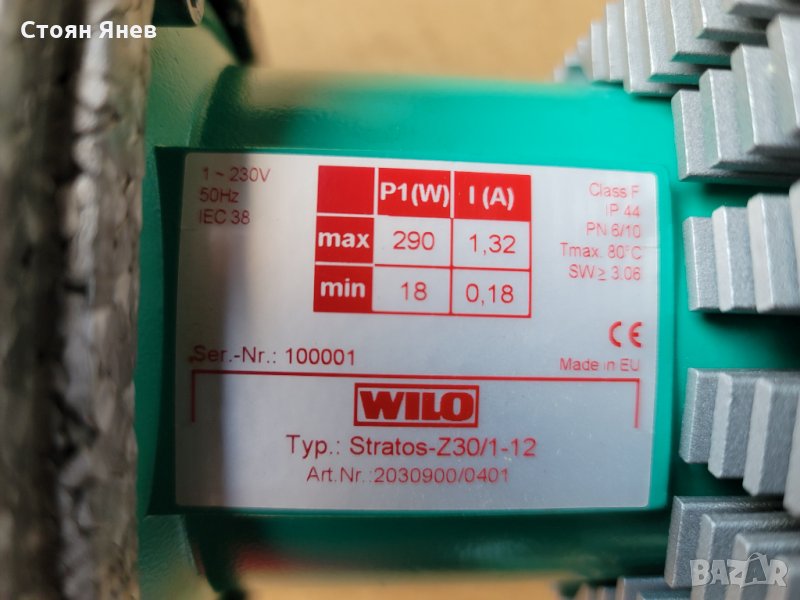 Стоян Янев
1 ~ 230V
50Hz
IEC 38
P1(W) I (A)
max 290 1,32
min 18 0,18
Class F
IP 44
PN 6/10
Tmax. 80°C
SW ≥ 3.06
CE
Ser.-Nr.: 100001
Made in EU
WILO
Typ.: Stratos-Z30/1-12
Art.Nr.:2030900/0401
BAZAR